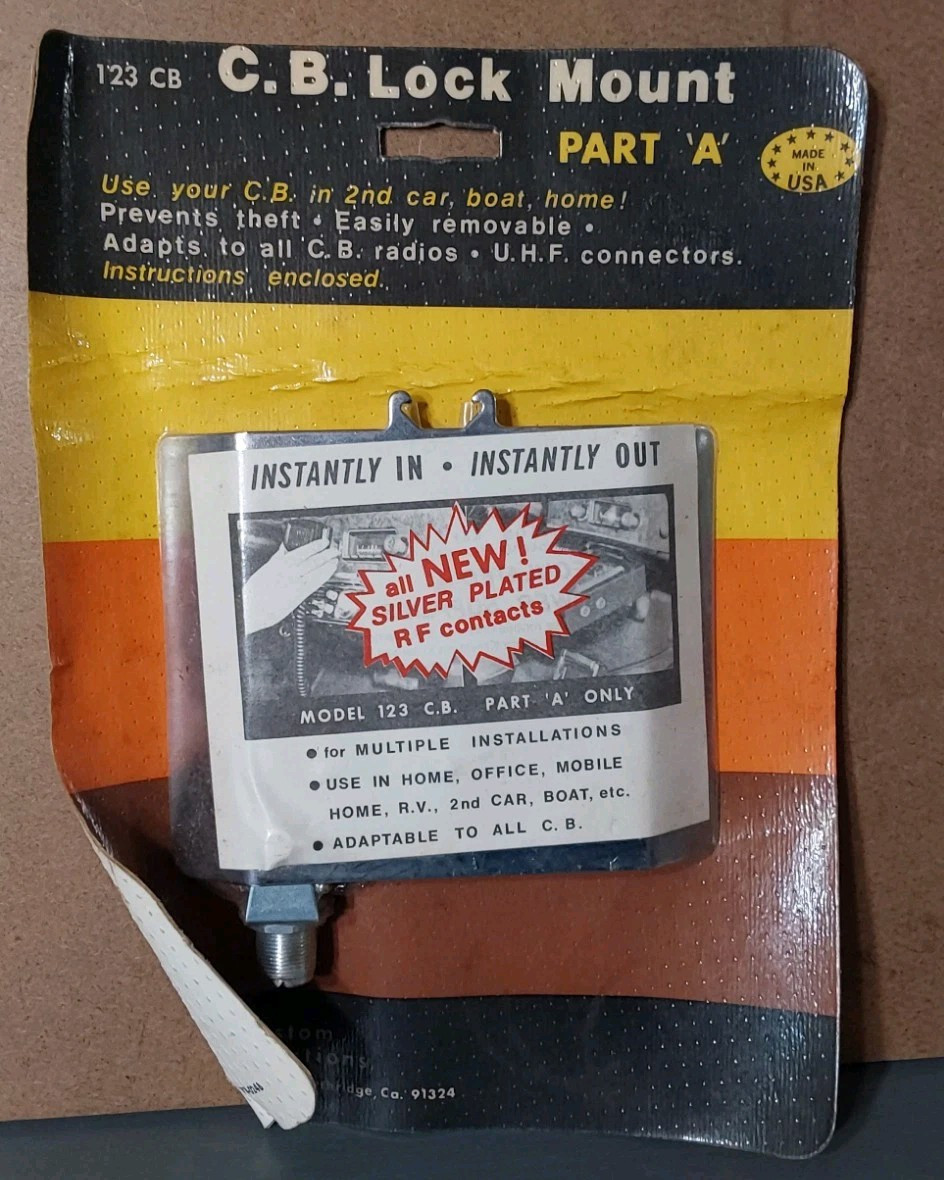 123 CB C.B. Lock Mount
PART 'A'
MADE
IN
USA
Use your C.B. in 2nd car, boat, home!
Prevents theft • Easily removable •
Adapts to all C.B. radios • U.H.F. connectors.
Instructions enclosed.
INSTANTLY IN • INSTANTLY OUT
all NEW!
SILVER PLATED
RF contacts
MODEL 123 C.B. PART 'A' ONLY
• for MULTIPLE INSTALLATIONS
• USE IN HOME, OFFICE, MOBILE
HOME, R.V., 2nd CAR, BOAT, etc.
• ADAPTABLE TO ALL C. B.
Ca. 91324